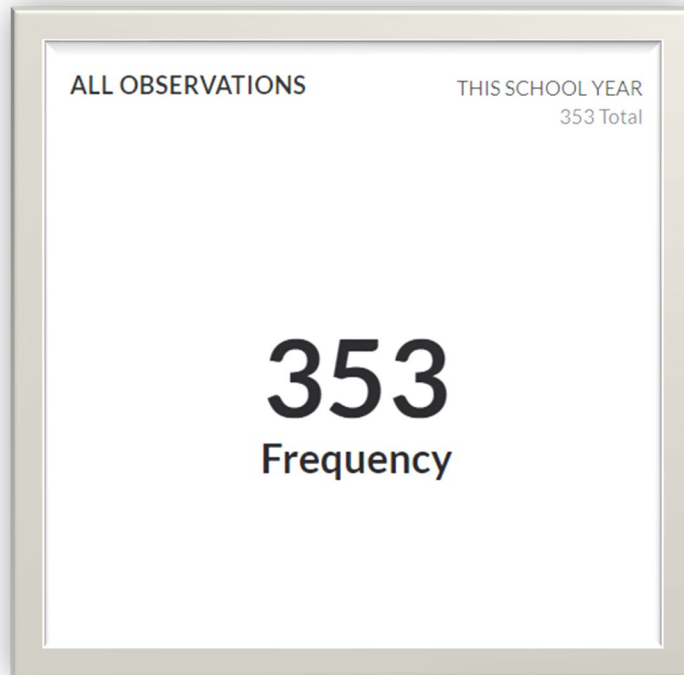 ALL OBSERVATIONS
THIS SCHOOL YEAR
353 Total
353
Frequency